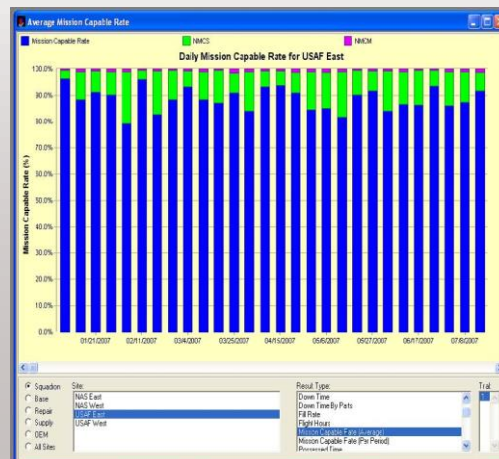 Average Mission Capable Rate
Mission Capable Rate NMCS NMCM
Daily Mission Capable Rate for USAF East
Mission Capable Rate (%)
100.0%
90.0%
80.0%
70.0%
60.0%
50.0%
40.0%
30.0%
20.0%
10.0%
0.0%
01/21/2007 02/11/2007 03/4/2007 03/25/2007 04/15/2007 05/6/2007 05/27/2007 06/17/2007 07/8/2007
Squadron
Base
Repair
Supply
OEM
All Sites
Site:
NAS East
NAS West
USAF East
USAF West
Result Type:
Down Time
Down Time By Parts
Fill Rate
Flight Hours
Mission Capable Rate (Average)
Mission Capable Rate (Per Period)
Processed Time
Trial:
1